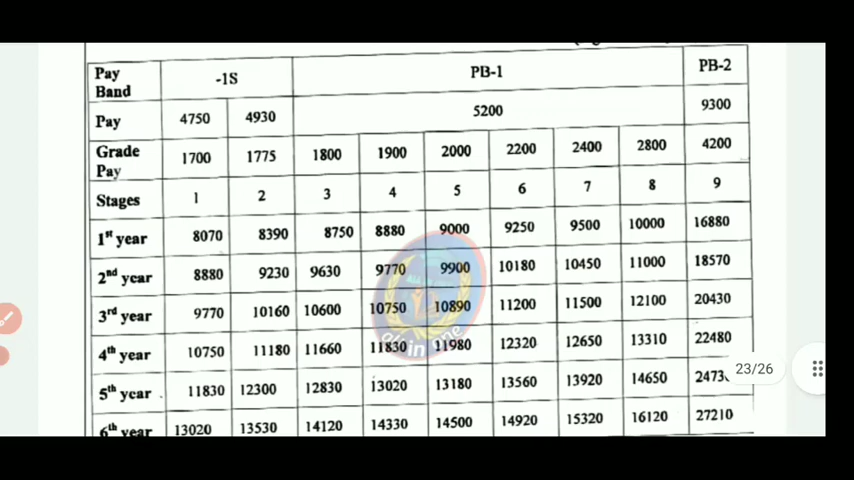 Pay Band -1S PB-1 PB-2
Pay 4750 4930 5200 9300
Grade Pay 1700 1775 1800 1900 2000 2200 2400 2800 4200
Stages 1 2 3 4 5 6 7 8 9
1st year 8070 8390 8750 8880 9000 9250 9500 10000 16880
2nd year 8880 9230 9630 9770 9900 10180 10450 11000 18570
3rd year 9770 10160 10600 10750 10890 11200 11500 12100 20430
4th year 10750 11180 11660 11830 11980 12320 12650 13310 22480
5th year 11830 12300 12830 13020 13180 13560 13920 14650
6th year 13020 13530 14120 14330 14500 14920 15320 16120 27210
23/26
in one